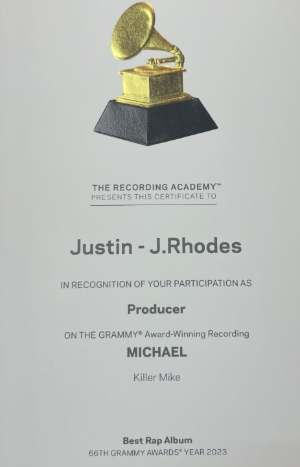 THE RECORDING ACADEMY™
PRESENTS THIS CERTIFICATE TO
Justin - J.Rhodes
IN RECOGNITION OF YOUR PARTICIPATION AS
Producer
ON THE GRAMMY® Award-Winning Recording
MICHAEL
Killer Mike
Best Rap Album
66TH GRAMMY AWARDS® YEAR 2023